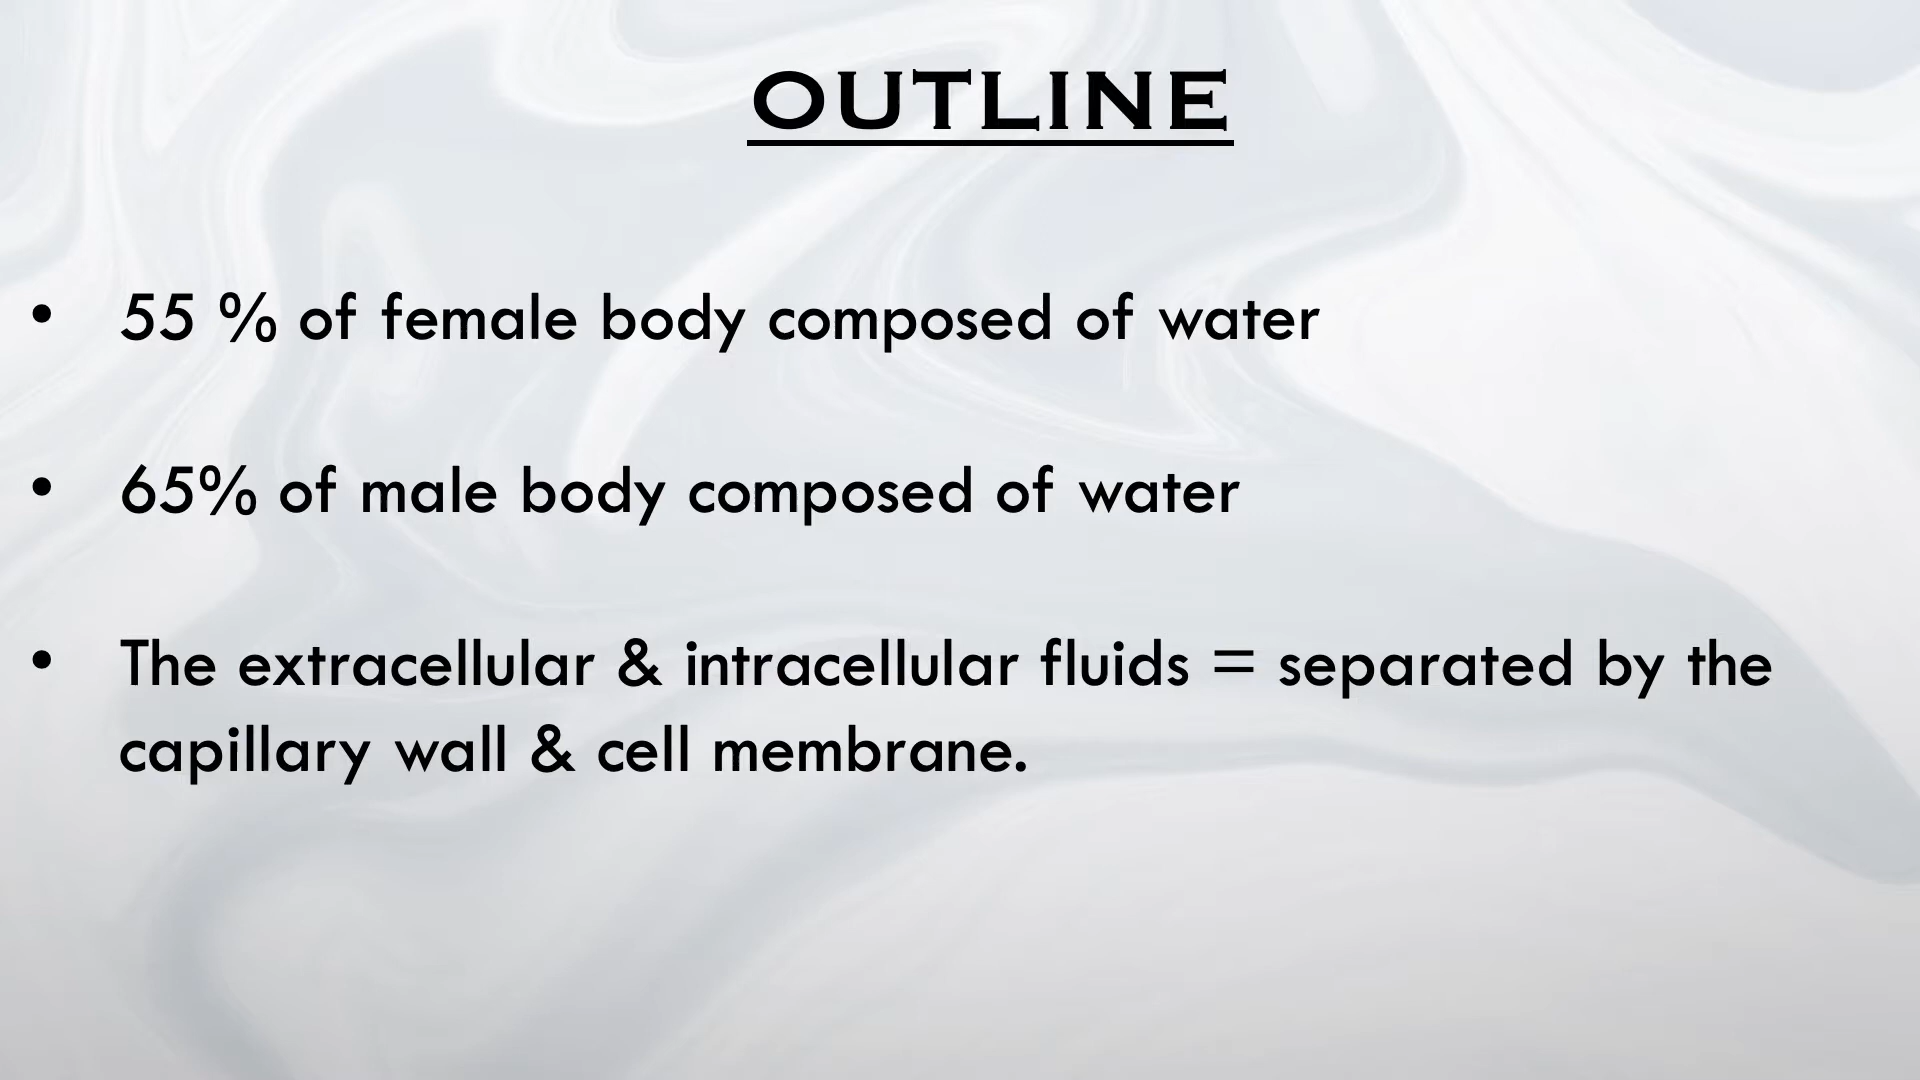 OUTLINE
• 55 % of female body composed of water
• 65% of male body composed of water
• The extracellular & intracellular fluids = separated by the
capillary wall & cell membrane.